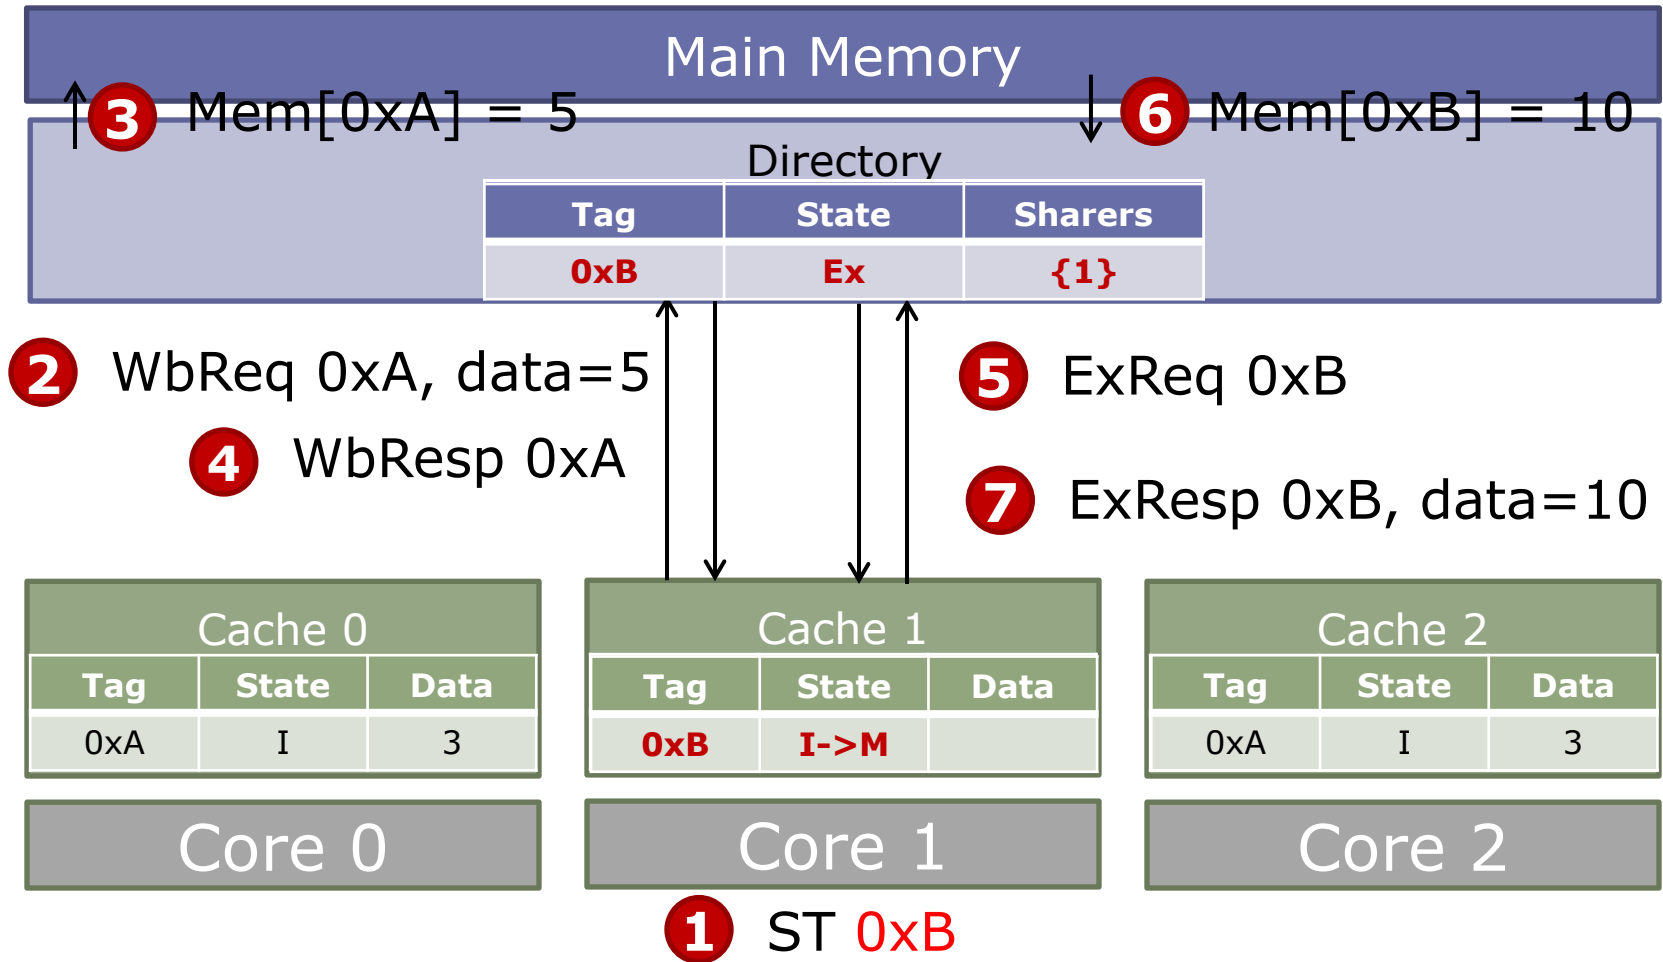 Main Memory
3 Mem[0xA] = 5
6 Mem[0xB] = 10
Directory
Tag State Sharers
0xB Ex {1}
2 WbReq 0xA, data=5
5 ExReq 0xB
4 WbResp 0xA
7 ExResp 0xB, data=10
Cache 0
Tag State Data
0xA I 3
Core 0
Cache 1
Tag State Data
0xB I->M
Core 1
Cache 2
Tag State Data
0xA I 3
Core 2
1 ST 0xB